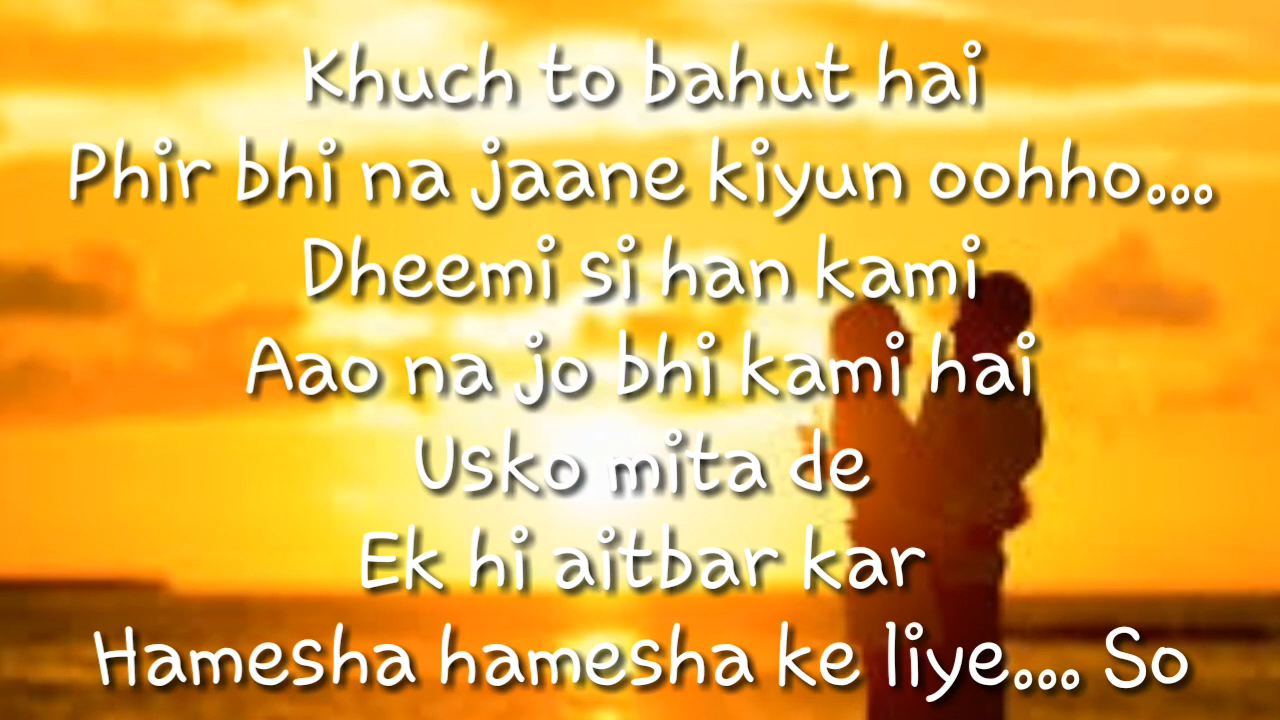 Khuch to bahut hai
Phir bhi na jaane kiyun oohho...
Dheemi si han kami
Aao na jo bhi kami hai
Usko mita de
Ek hi aitbar kar
Hamesha hamesha ke liye... So